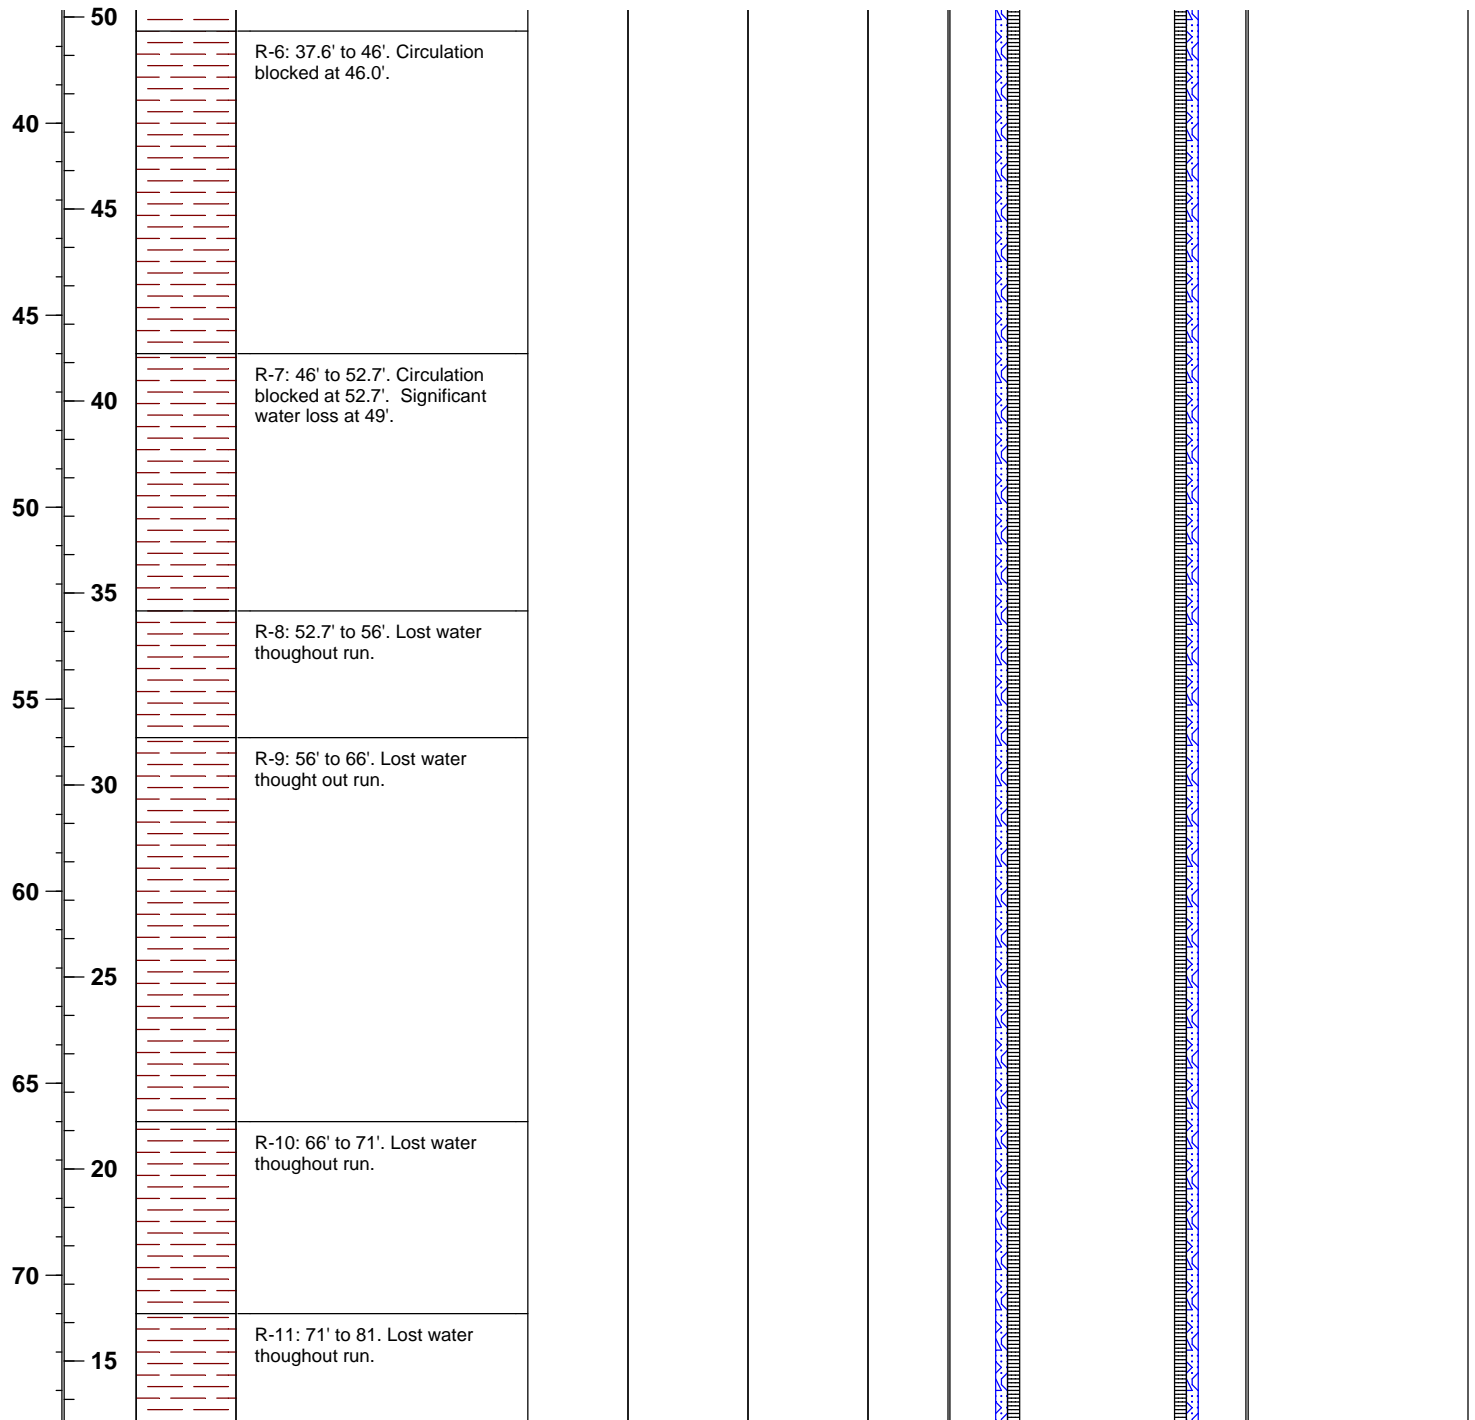 50
R-6: 37.6' to 46'. Circulation
blocked at 46.0'.
40
45
45
R-7: 46' to 52.7'. Circulation
blocked at 52.7'.  Significant
water loss at 49'.
40
50
35
R-8: 52.7' to 56'. Lost water
thoughout run.
55
R-9: 56' to 66'. Lost water
thought out run.
30
60
25
65
R-10: 66' to 71'. Lost water
thoughout run.
20
70
R-11: 71' to 81. Lost water
thoughout run.
15